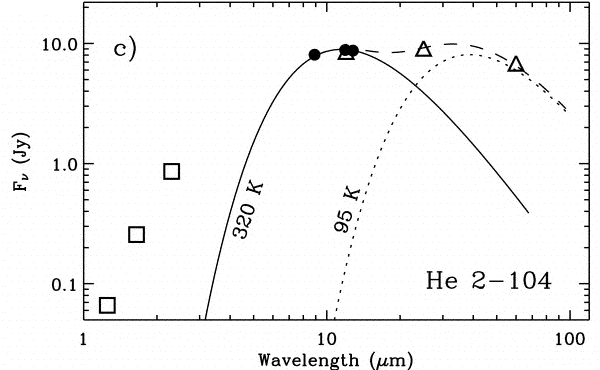 c)
10.0
1.0
0.1
F_ν (Jy)
320 K
95 K
He 2-104
1
10
100
Wavelength (μm)